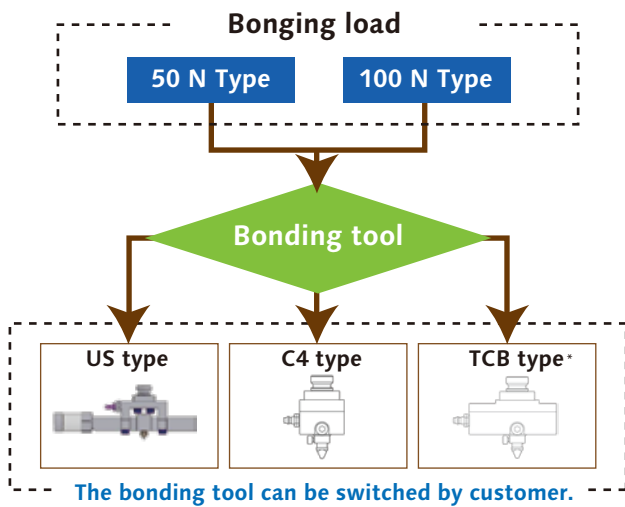 Bonging load
50 N Type
100 N Type
Bonding tool
US type
C4 type
TCB type*
The bonding tool can be switched by customer.